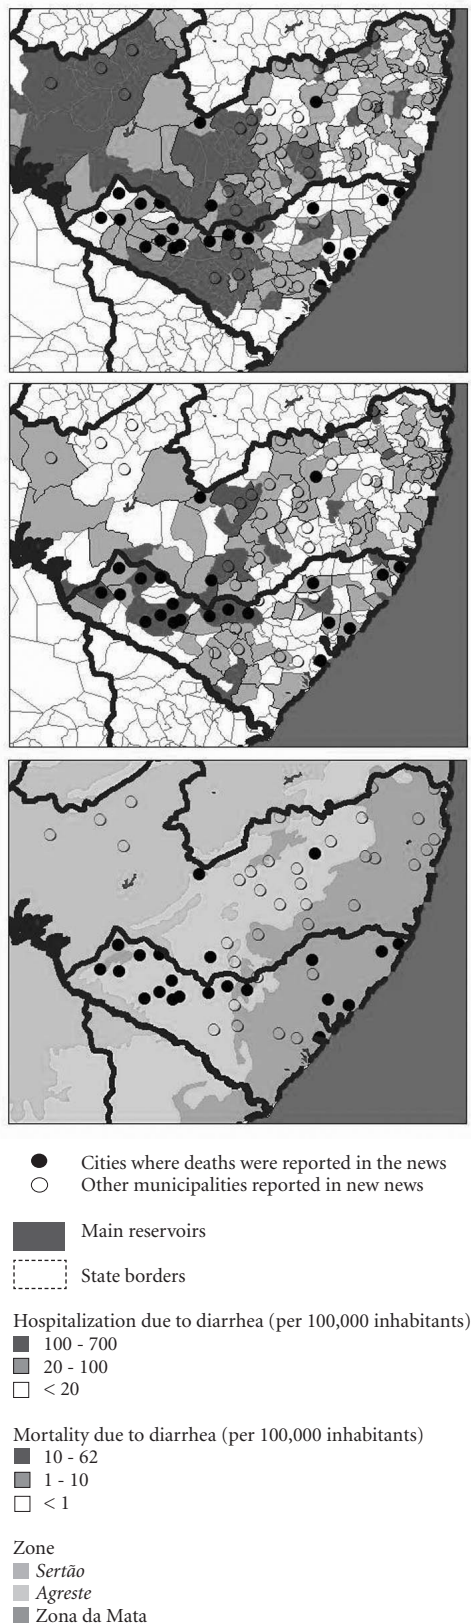 Cities where deaths were reported in the news
Other municipalities reported in new news
Main reservoirs
State borders
Hospitalization due to diarrhea (per 100,000 inhabitants)
100 - 700
20 - 100
< 20
Mortality due to diarrhea (per 100,000 inhabitants)
10 - 62
1 - 10
< 1
Zone
Sertão
Agreste
Zona da Mata